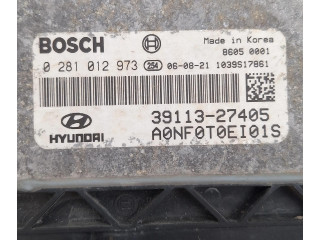 BOSCH
Made in Korea
8605 0001
0 281 012 973 254 06-08-21 1039S17861
39113-27405
HYUNDAI
A0NF0T0EI01S